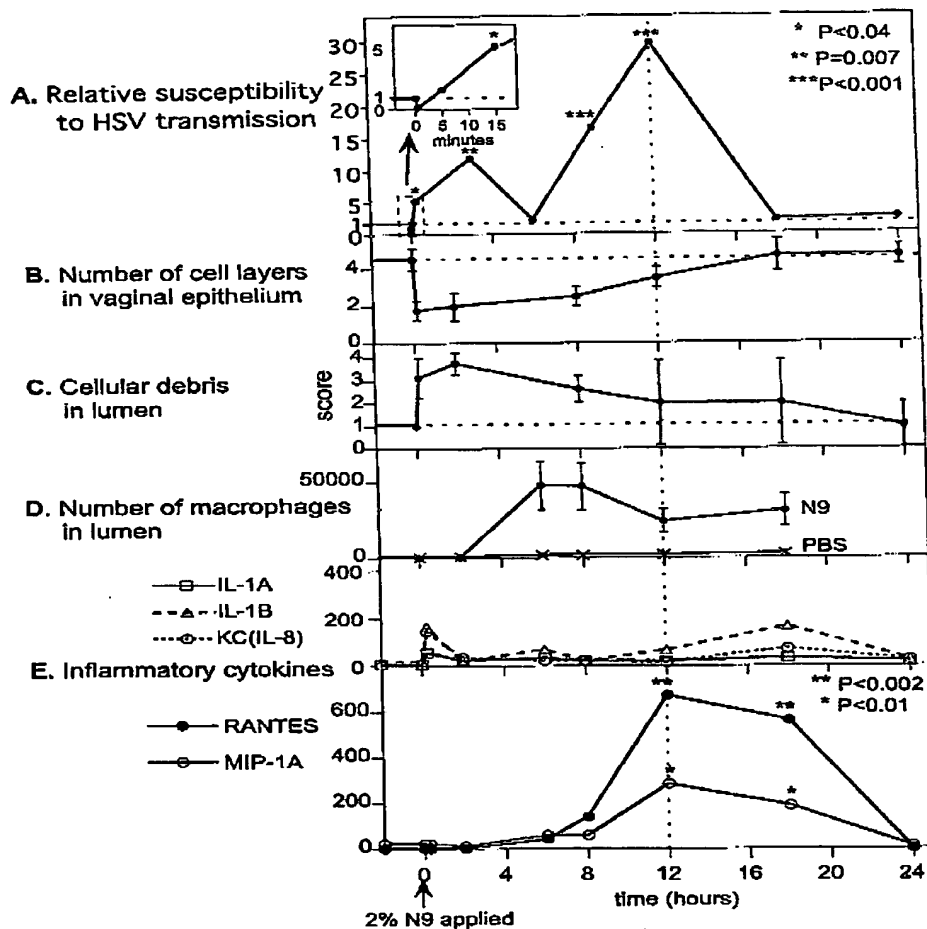 * P<0.04
** P=0.007
***P<0.001
A. Relative susceptibility
to HSV transmission
30
25
20
15
10
5
1
0
5
1
0
*
0 5 10 15
minutes
*
**
***
***
B. Number of cell layers
in vaginal epithelium
4
2
0
C. Cellular debris
in lumen
score
4
3
2
1
0
D. Number of macrophages
in lumen
50000
0
N9
PBS
IL-1A
IL-1B
KC(IL-8)
400
200
0
E. Inflammatory cytokines
** P<0.002
* P<0.01
RANTES
MIP-1A
600
400
200
0
**
**
*
*
0 4 8 12 16 20 24
time (hours)
2% N9 applied